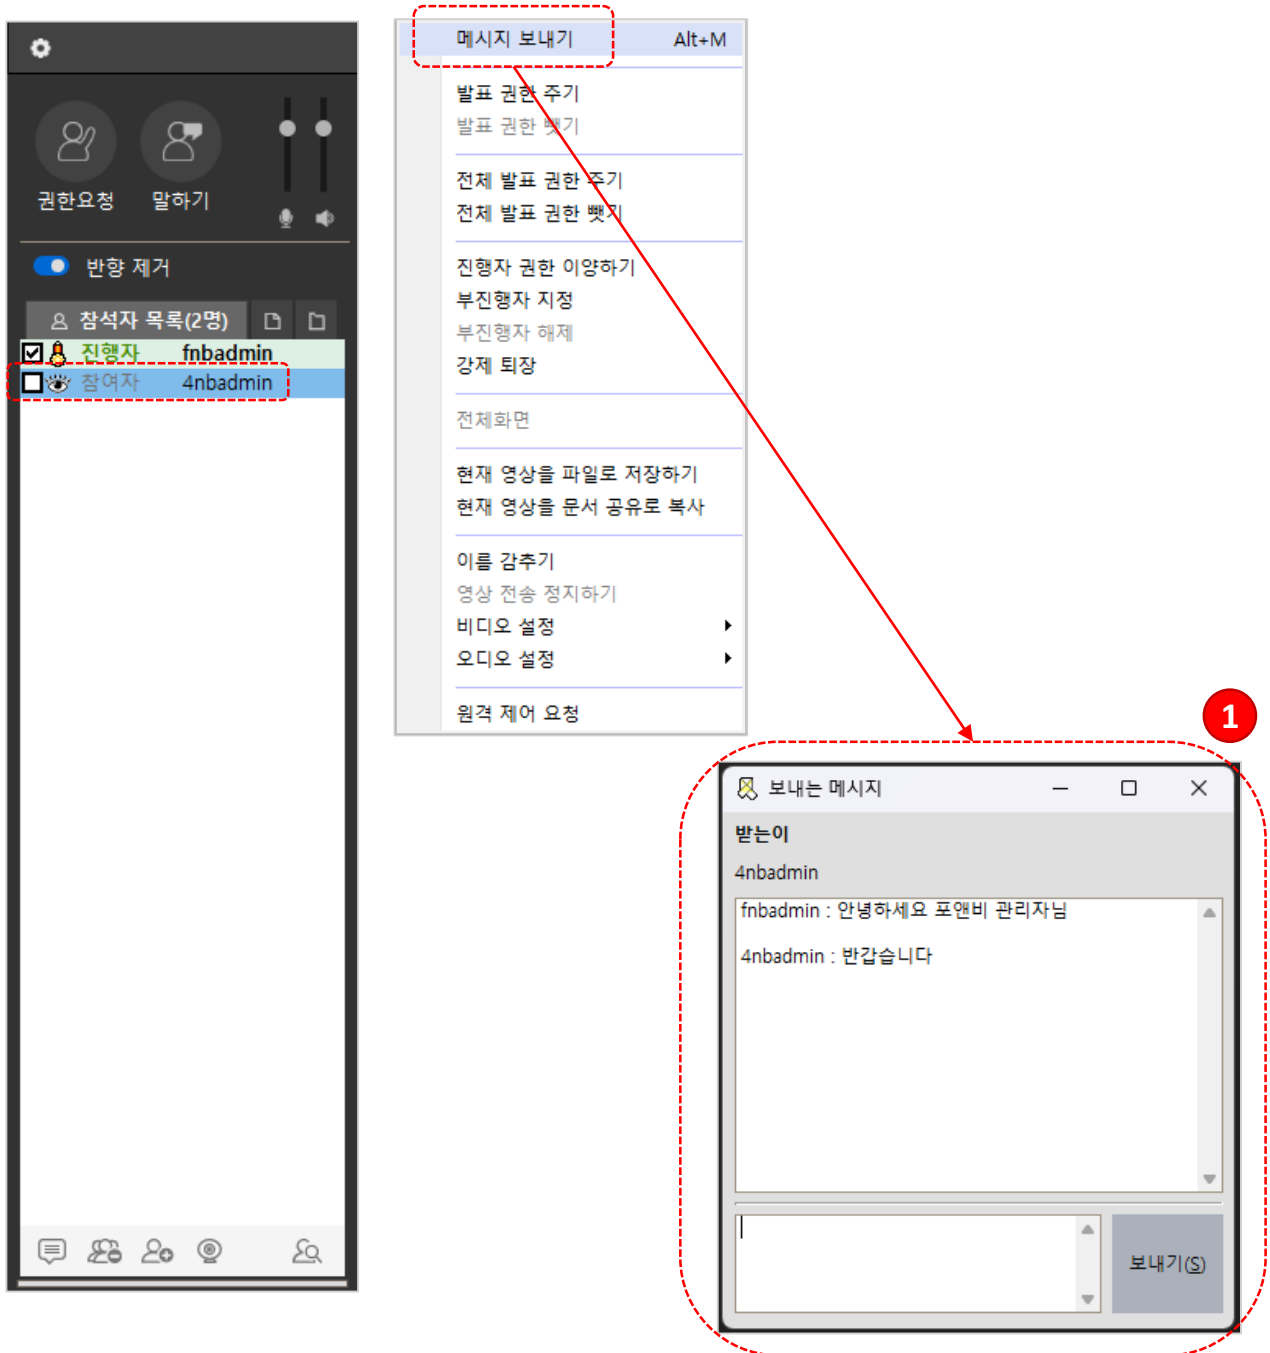 권한요청 말하기
반향 제거
참석자 목록(2명)
진행자 fnbadmin
참여자 4nbadmin
메시지 보내기 Alt+M
발표 권한 주기
발표 권한 뺏기
전체 발표 권한 주기
전체 발표 권한 뺏기
진행자 권한 이양하기
부진행자 지정
부진행자 해제
강제 퇴장
전체화면
현재 영상을 파일로 저장하기
현재 영상을 문서 공유로 복사
이름 감추기
영상 전송 정지하기
비디오 설정
오디오 설정
원격 제어 요청
1
보내는 메시지
받는이
4nbadmin
fnbadmin : 안녕하세요 포앤비 관리자님
4nbadmin : 반갑습니다
보내기(S)